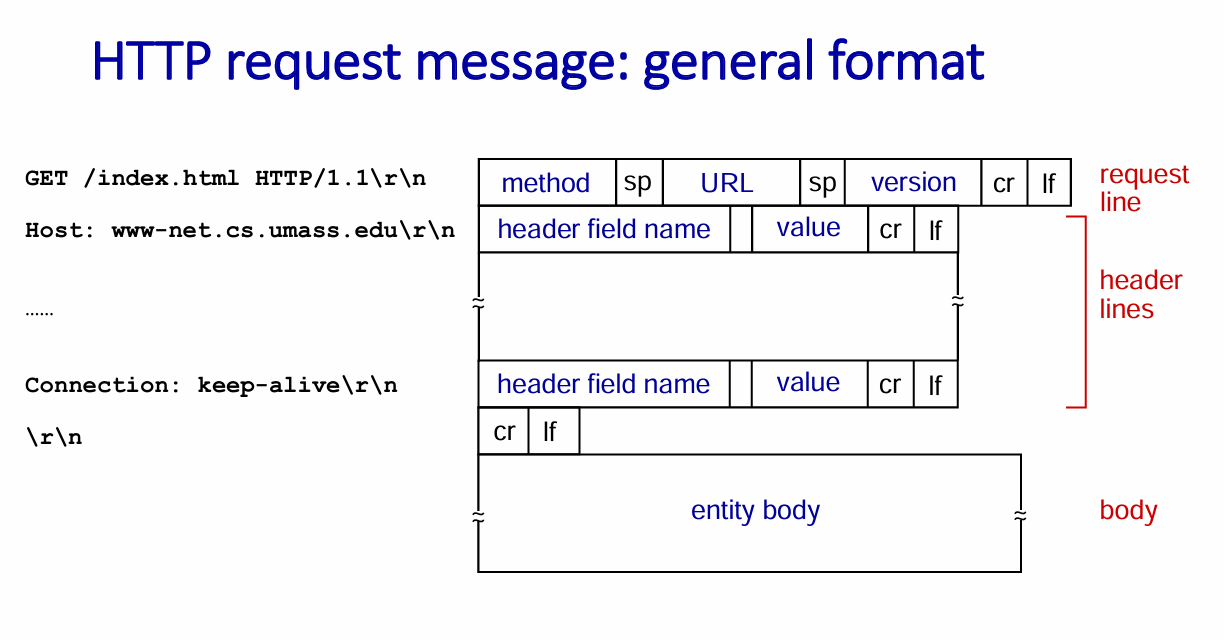 HTTP request message: general format
GET /index.html HTTP/1.1\r\n
method sp URL sp version cr lf
request
line
Host: www-net.cs.umass.edu\r\n
header field name value cr lf
header
lines
≈ ≈
......
Connection: keep-alive\r\n
header field name value cr lf
\r\n
cr lf
≈ entity body ≈
body